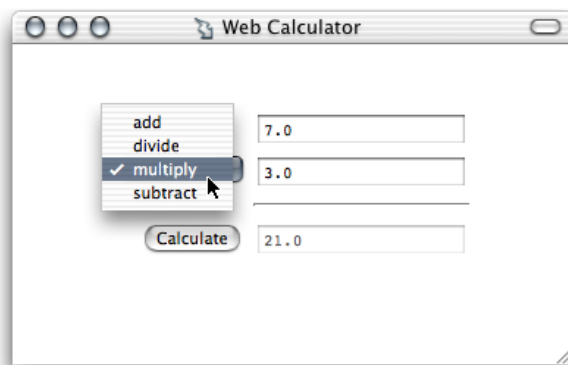 Web Calculator
add
divide
✓ multiply
subtract
7.0
3.0
Calculate
21.0